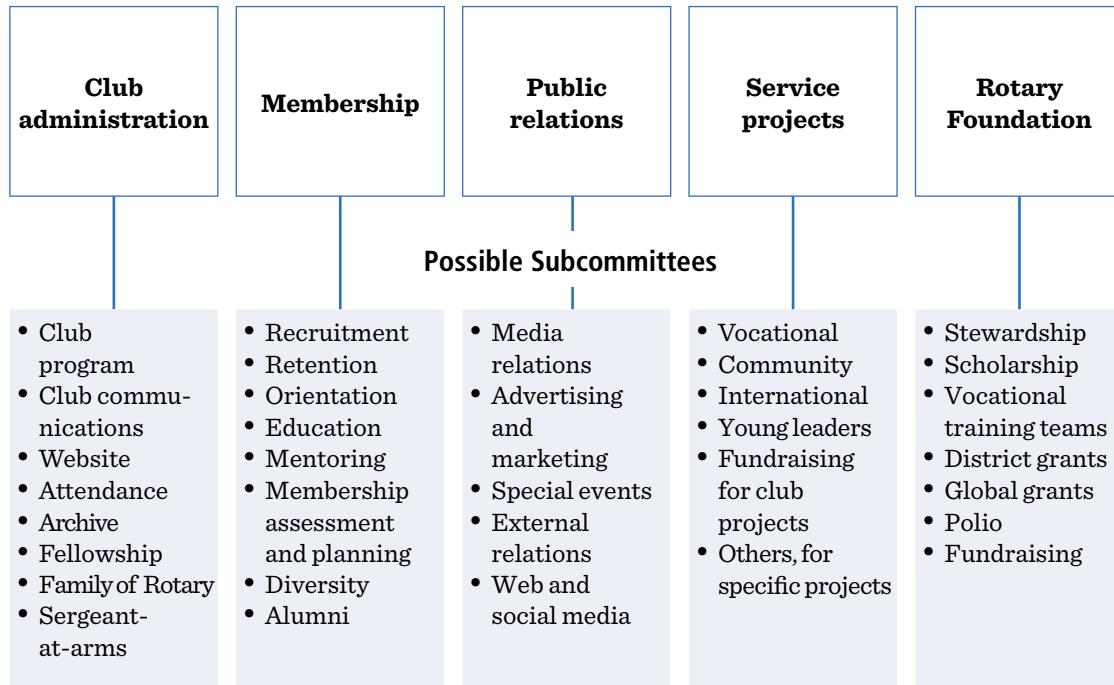 Club
administration
Membership
Public
relations
Service
projects
Rotary
Foundation
Possible Subcommittees
• Club
program
• Club commu-
nications
• Website
• Attendance
• Archive
• Fellowship
• Family of Rotary
• Sergeant-
at-arms
• Recruitment
• Retention
• Orientation
• Education
• Mentoring
• Membership
assessment
and planning
• Diversity
• Alumni
• Media
relations
• Advertising
and
marketing
• Special events
• External
relations
• Web and
social media
• Vocational
• Community
• International
• Young leaders
• Fundraising
for club
projects
• Others, for
specific projects
• Stewardship
• Scholarship
• Vocational
training teams
• District grants
• Global grants
• Polio
• Fundraising